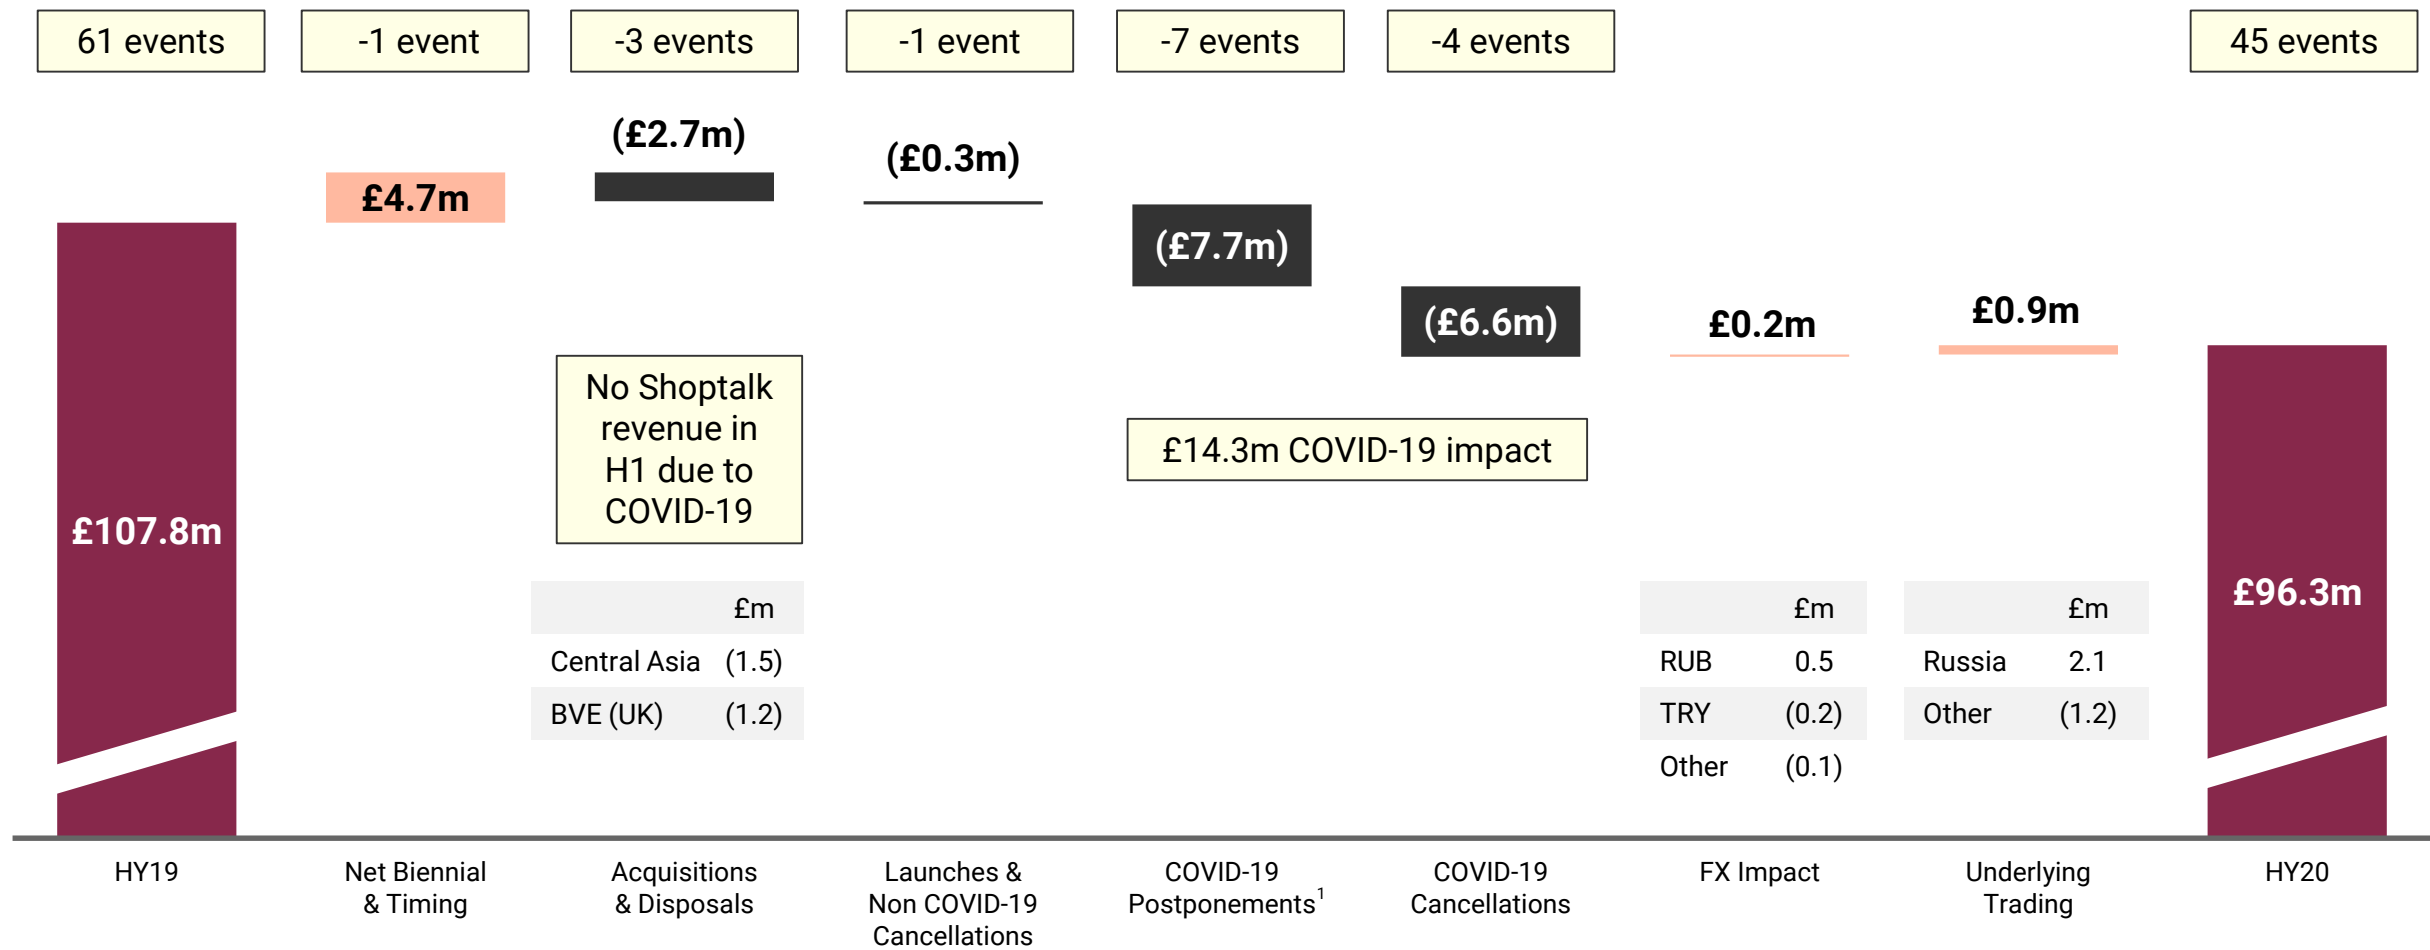 61 events
-1 event
-3 events
-1 event
-7 events
-4 events
45 events
£107.8m
£4.7m
(£2.7m)
(£0.3m)
(£7.7m)
(£6.6m)
£0.2m
£0.9m
£96.3m
No Shoptalk
revenue in
H1 due to
COVID-19
£14.3m COVID-19 impact
£m
Central Asia (1.5)
BVE (UK) (1.2)
£m
RUB 0.5
TRY (0.2)
Other (0.1)
£m
Russia 2.1
Other (1.2)
HY19
Net Biennial
& Timing
Acquisitions
& Disposals
Launches &
Non COVID-19
Cancellations
COVID-19
Postponements¹
COVID-19
Cancellations
FX Impact
Underlying
Trading
HY20